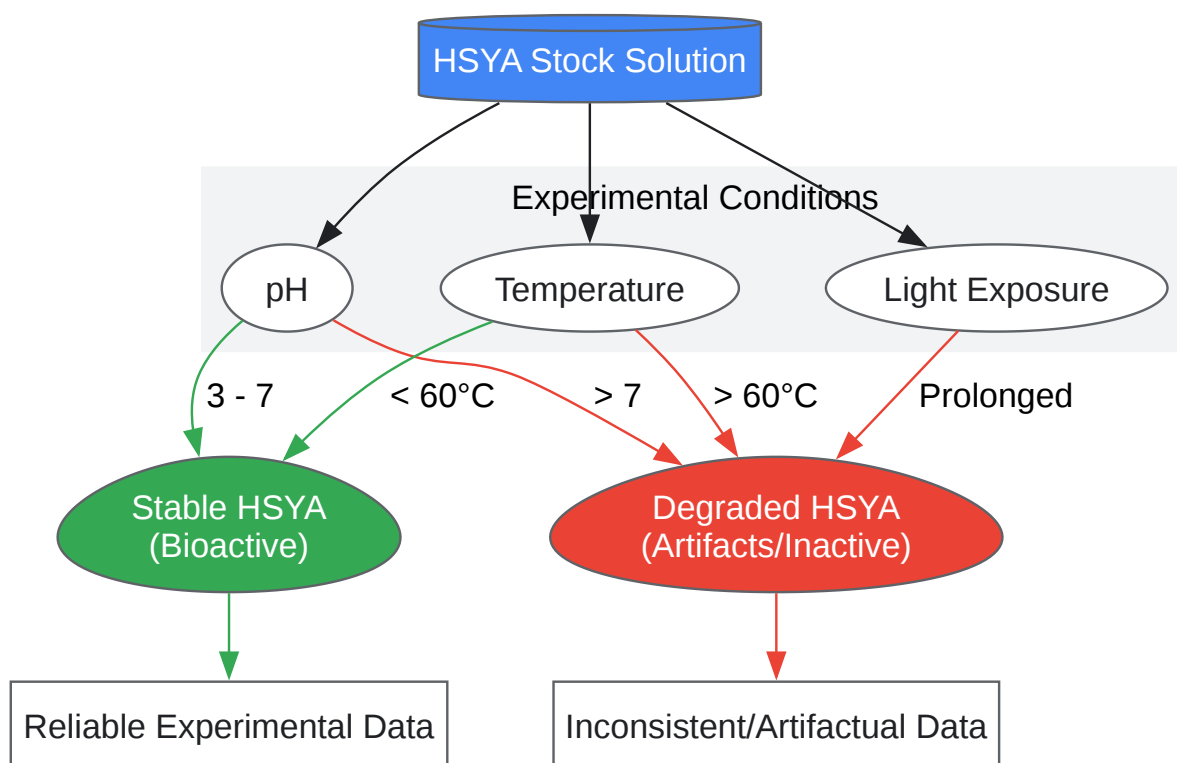 HSYA Stock Solution
Experimental Conditions
pH
Temperature
Light Exposure
3 - 7
< 60°C
> 7
> 60°C
Prolonged
Stable HSYA
(Bioactive)
Degraded HSYA
(Artifacts/Inactive)
Reliable Experimental Data
Inconsistent/Artifactual Data